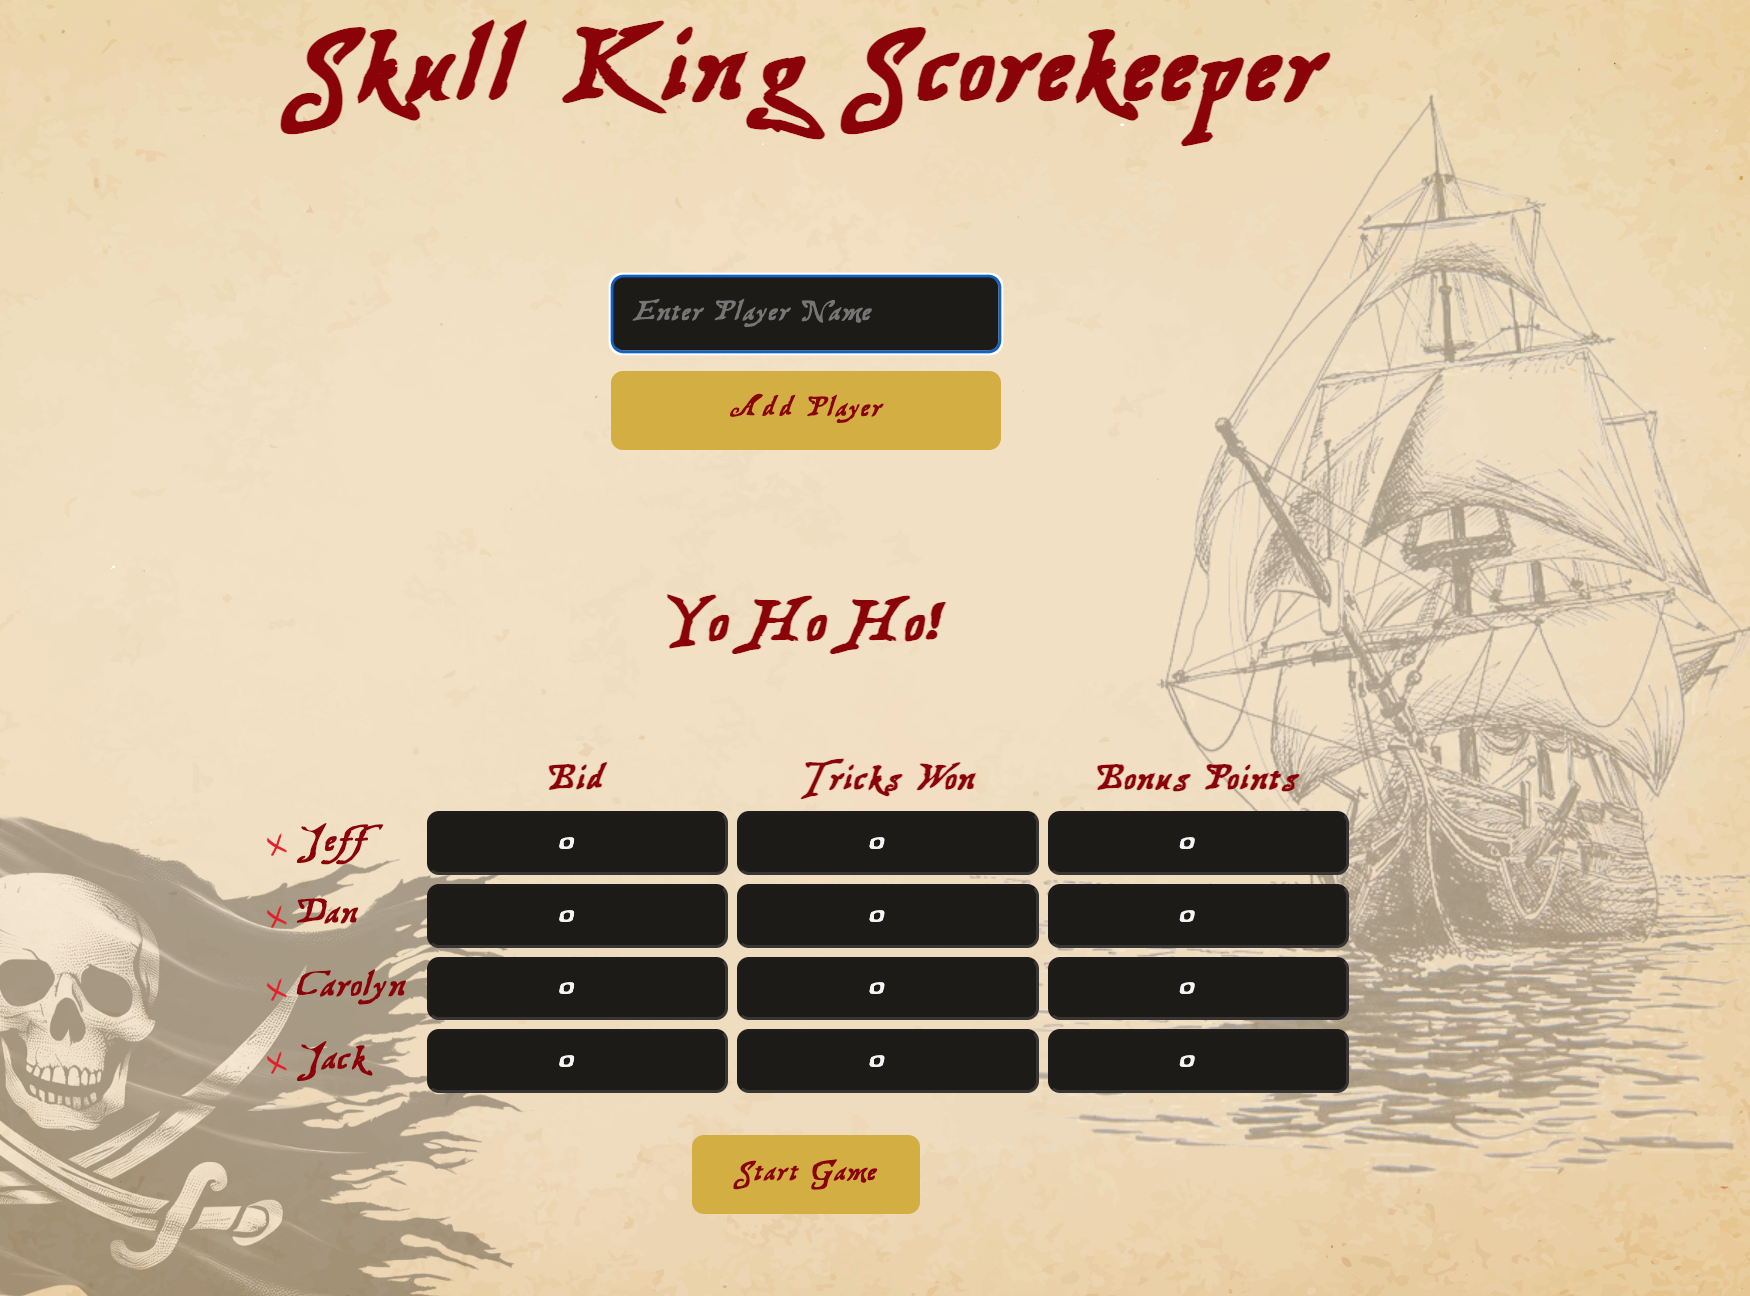 Skull King Scorekeeper
Enter Player Name
Add Player
Yo Ho Ho!
Bid Tricks Won Bonus Points
× Jeff 0 0 0
× Dan 0 0 0
× Carolyn 0 0 0
× Jack 0 0 0
Start Game